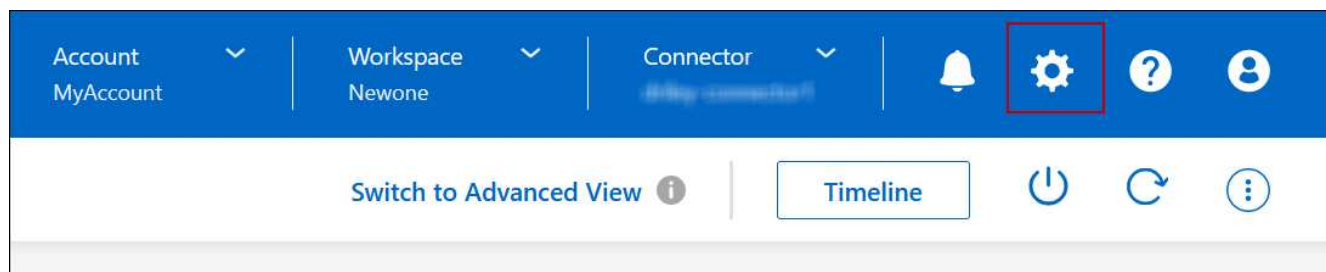 Account
MyAccount
Workspace
Newone
Connector
Switch to Advanced View
Timeline